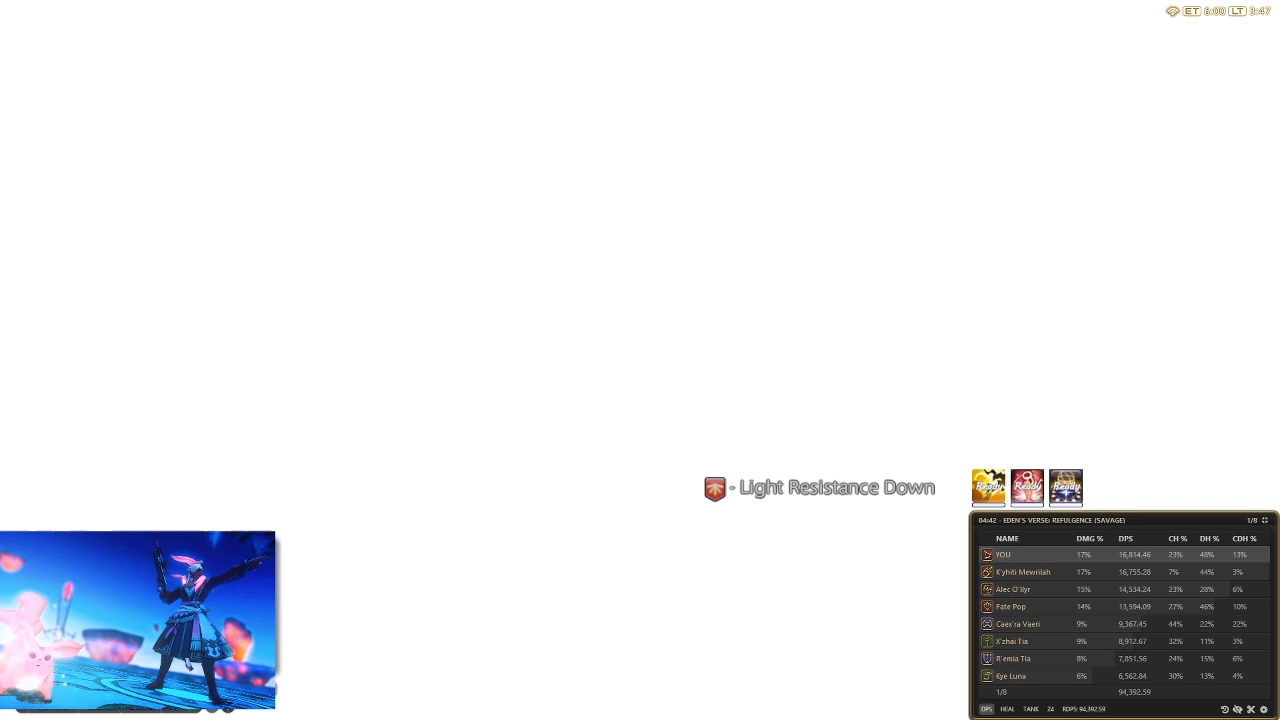 ET 6:00 LT 3:47
- Light Resistance Down
Ready Ready Ready
04:42 - EDEN'S VERSE: REFULGENCE (SAVAGE) 1/8
NAME DMG % DPS CH % DH % CDH %
YOU 17% 16,814.46 23% 48% 13%
K'yhiti Mewrilah 17% 16,755.28 7% 44% 3%
Alec O'llyr 15% 14,534.24 23% 28% 6%
Fate Pop 14% 13,594.09 27% 46% 10%
Caex'ra Vaeri 9% 9,367.45 44% 22% 22%
X'zhai Tia 9% 8,912.67 32% 11% 3%
R'emia Tia 8% 7,851.56 24% 15% 6%
Kye Luna 6% 6,562.84 30% 13% 4%
1/8 94,392.59
DPS HEAL TANK 24 RDPS: 94,392.59